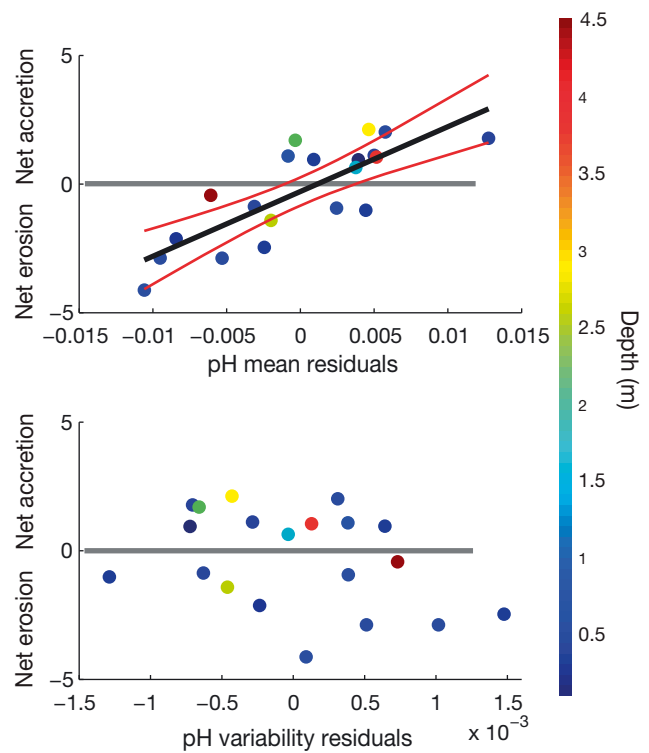 5
Net accretion
0
Net erosion
−5
−0.015 −0.01 −0.005 0 0.005 0.01 0.015
pH mean residuals
5
Net accretion
0
Net erosion
−5
−1.5 −1 −0.5 0 0.5 1 1.5
x 10⁻³
pH variability residuals
4.5
4
3.5
3
2.5
2
1.5
1
0.5
Depth (m)